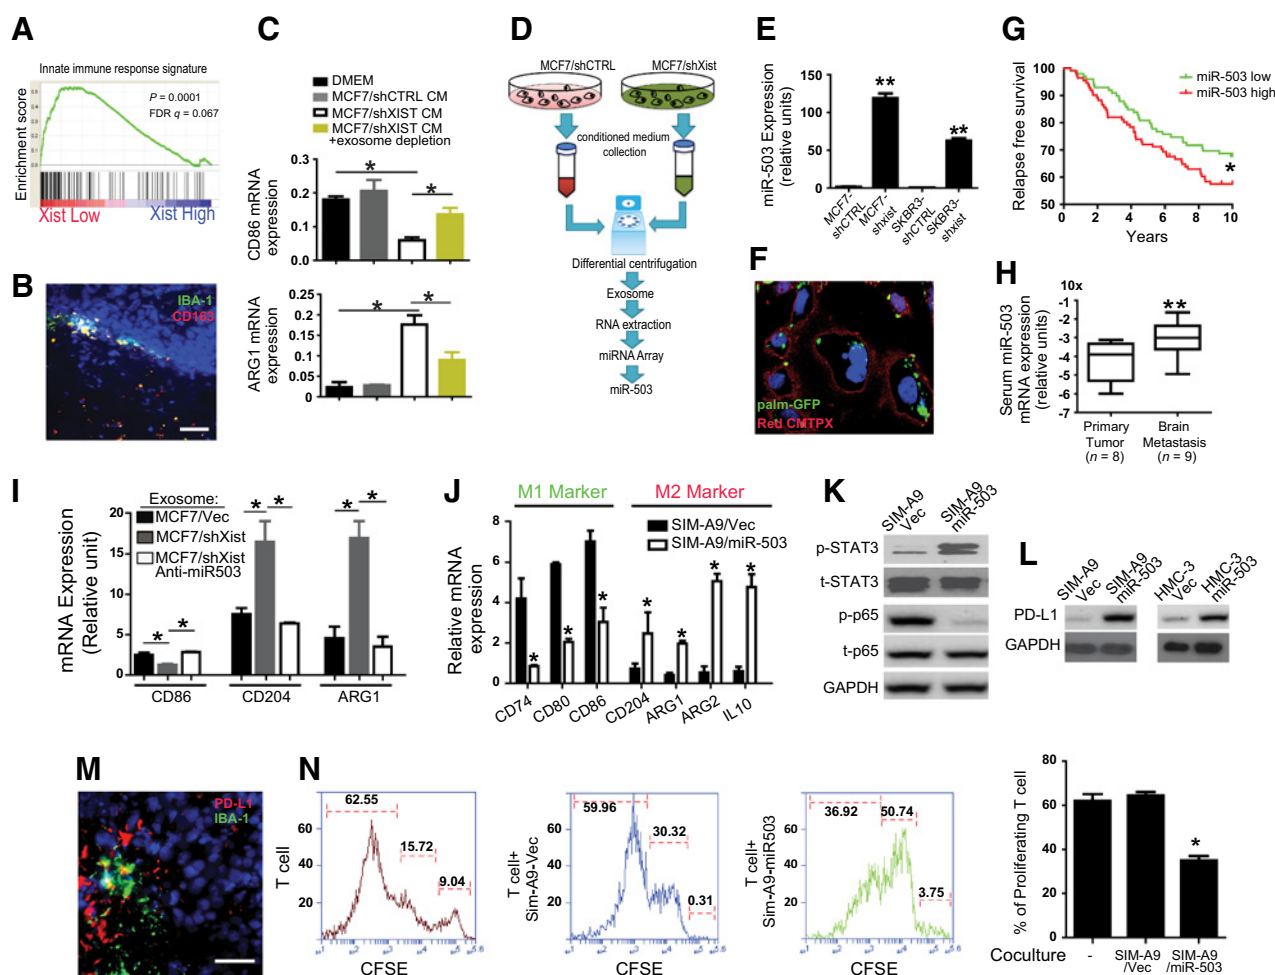 A
Innate immune response signature
Enrichment score
P = 0.0001
FDR q = 0.067
Xist Low
Xist High
B
IBA-1
CD163
C
DMEM
MCF7/shCTRL CM
MCF7/shXIST CM
MCF7/shXIST CM
+exosome depletion
CD86 mRNA
expression
0.3
0.2
0.1
0.0
*
*
ARG1 mRNA
expression
0.25
0.2
0.15
0.1
0.05
0
*
*
D
MCF7/shCTRL
MCF7/shXist
conditioned medium
collection
Differential centrifugation
Exosome
RNA extraction
miRNA Array
miR-503
E
miR-503 Expression
(relative units)
150
100
50
0
**
**
MCF7-
shCTRL
MCF7-
shxist
SKBR3-
shCTRL
SKBR3-
shxist
F
palm-GFP
Red CMTPX
G
Relapse free survival
100
90
80
70
60
50
miR-503 low
miR-503 high
*
0 2 4 6 8 10
Years
H
10x
Serum miR-503
mRNA expression
(relative units)
-1
-2
-3
-4
-5
-6
-7
**
Primary
Tumor
(n = 8)
Brain
Metastasis
(n = 9)
I
mRNA Expression
(Relative unit)
Exosome:
MCF7/Vec
MCF7/shXist
MCF7/shXist
Anti-miR503
20
15
10
5
0
* *
* *
* *
CD86 CD204 ARG1
J
M1 Marker
M2 Marker
SIM-A9/Vec
SIM-A9/miR-503
Relative mRNA
expression
8
6
4
2
0
* * * * * * *
CD74 CD80 CD86 CD204 ARG1 ARG2 IL10
K
SIM-A9
Vec
SIM-A9
miR-503
p-STAT3
t-STAT3
p-p65
t-p65
GAPDH
L
SIM-A9
Vec
SIM-A9
miR-503
HMC-3
Vec
HMC-3
miR-503
PD-L1
GAPDH
M
PD-L1
IBA-1
N
T cell
60
40
20
62.55
15.72
9.04
CFSE
T cell+
Sim-A9-Vec
60
40
20
59.96
30.32
0.31
CFSE
T cell+
Sim-A9-miR503
60
40
20
36.92
50.74
3.75
CFSE
% of Proliferating T cell
80
60
40
20
0
*
Coculture
-
SIM-A9
/Vec
SIM-A9
/miR-503